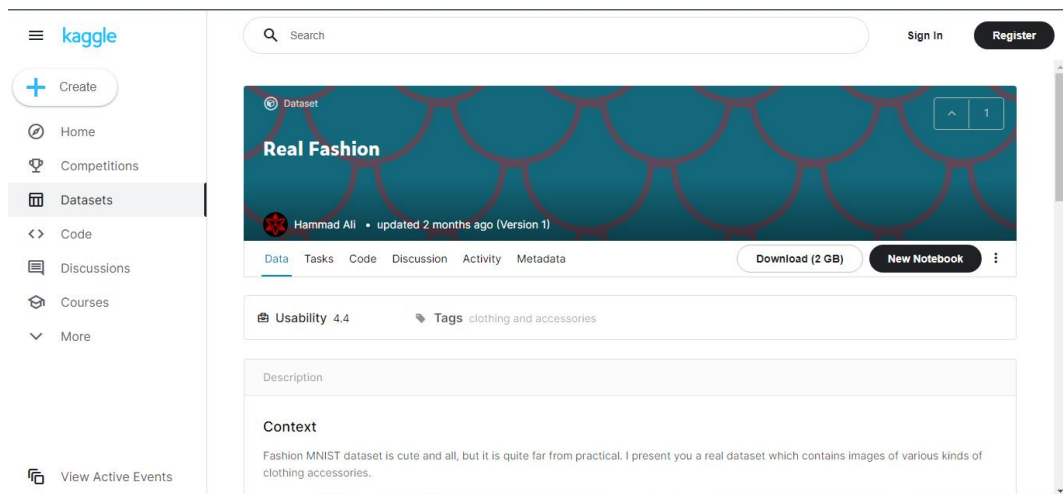 kaggle
Search
Sign In
Register
Create
Home
Competitions
Datasets
Code
Discussions
Courses
More
View Active Events
Dataset
1
Real Fashion
Hammad Ali • updated 2 months ago (Version 1)
Data Tasks Code Discussion Activity Metadata
Download (2 GB)
New Notebook
Usability 4.4
Tags clothing and accessories
Description
Context
Fashion MNIST dataset is cute and all, but it is quite far from practical. I present you a real dataset which contains images of various kinds of
clothing accessories.